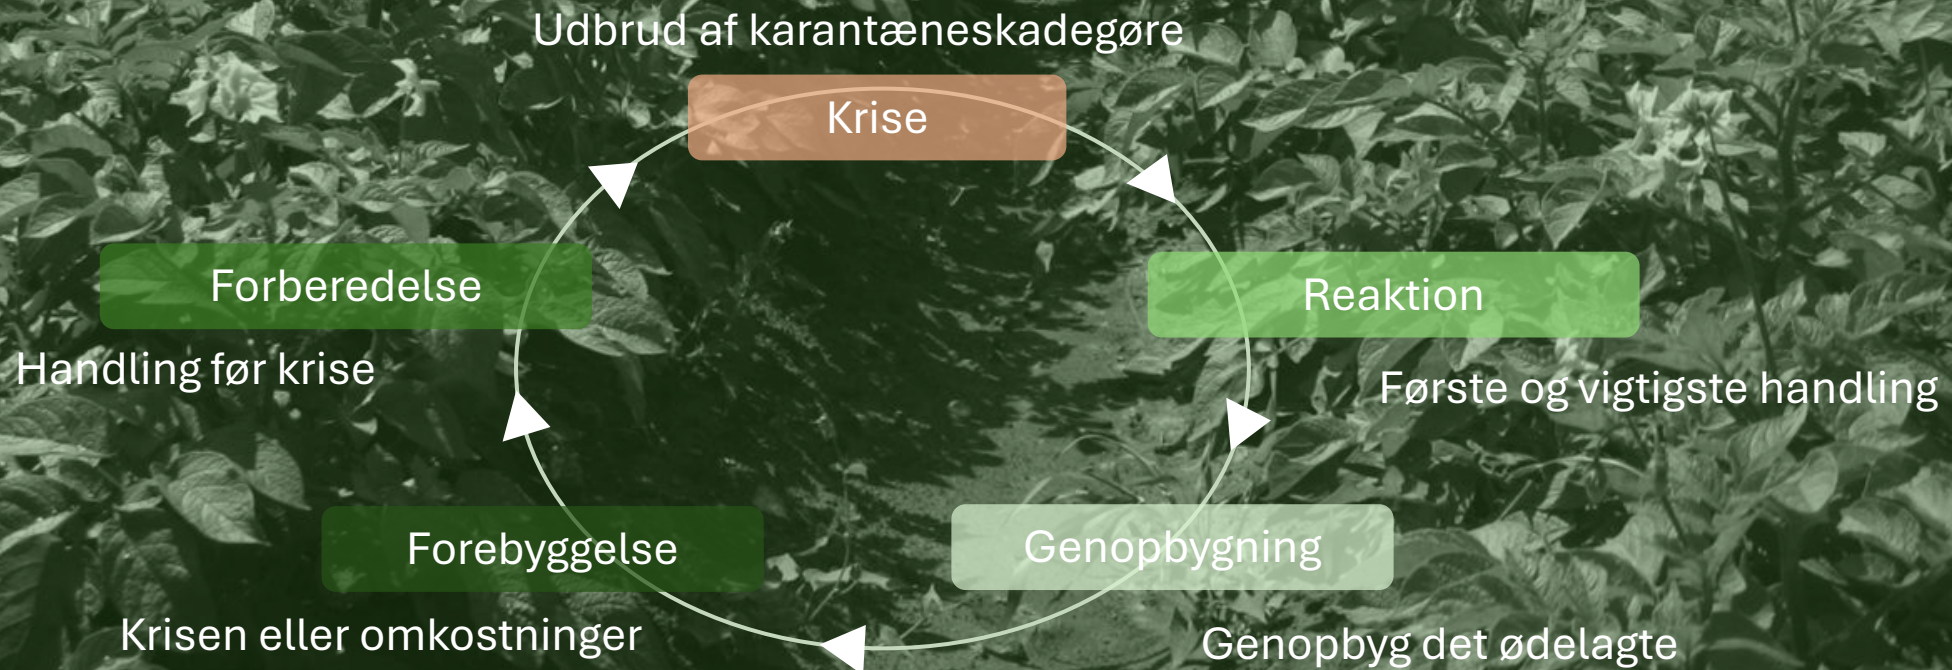 Udbrud af karantæneskadegøre
Krise
Forberedelse
Handling før krise
Reaktion
Første og vigtigste handling
Forebyggelse
Krisen eller omkostninger
Genopbygning
Genopbyg det ødelagte